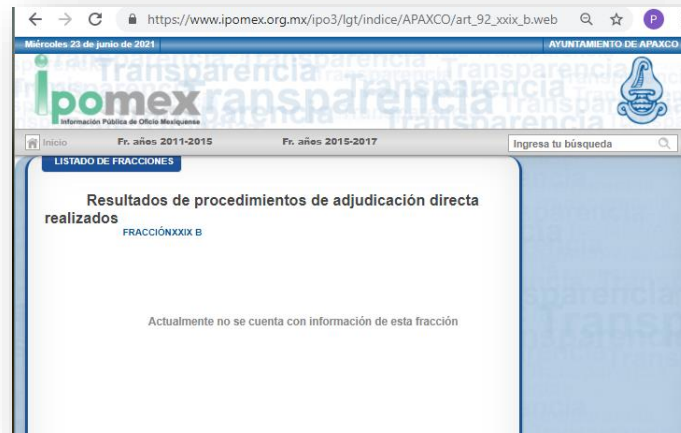 https://www.ipomex.org.mx/ipo3/lgt/indice/APAXCO/art_92_xxix_b.web
P
Miércoles 23 de junio de 2021
AYUNTAMIENTO DE APAXCO
ipomex
Información Pública de Oficio Mexiquense
Transparencia
Inicio
Fr. años 2011-2015
Fr. años 2015-2017
Ingresa tu búsqueda
LISTADO DE FRACCIONES
Resultados de procedimientos de adjudicación directa
realizados
FRACCIÓNXXIX B
Actualmente no se cuenta con información de esta fracción